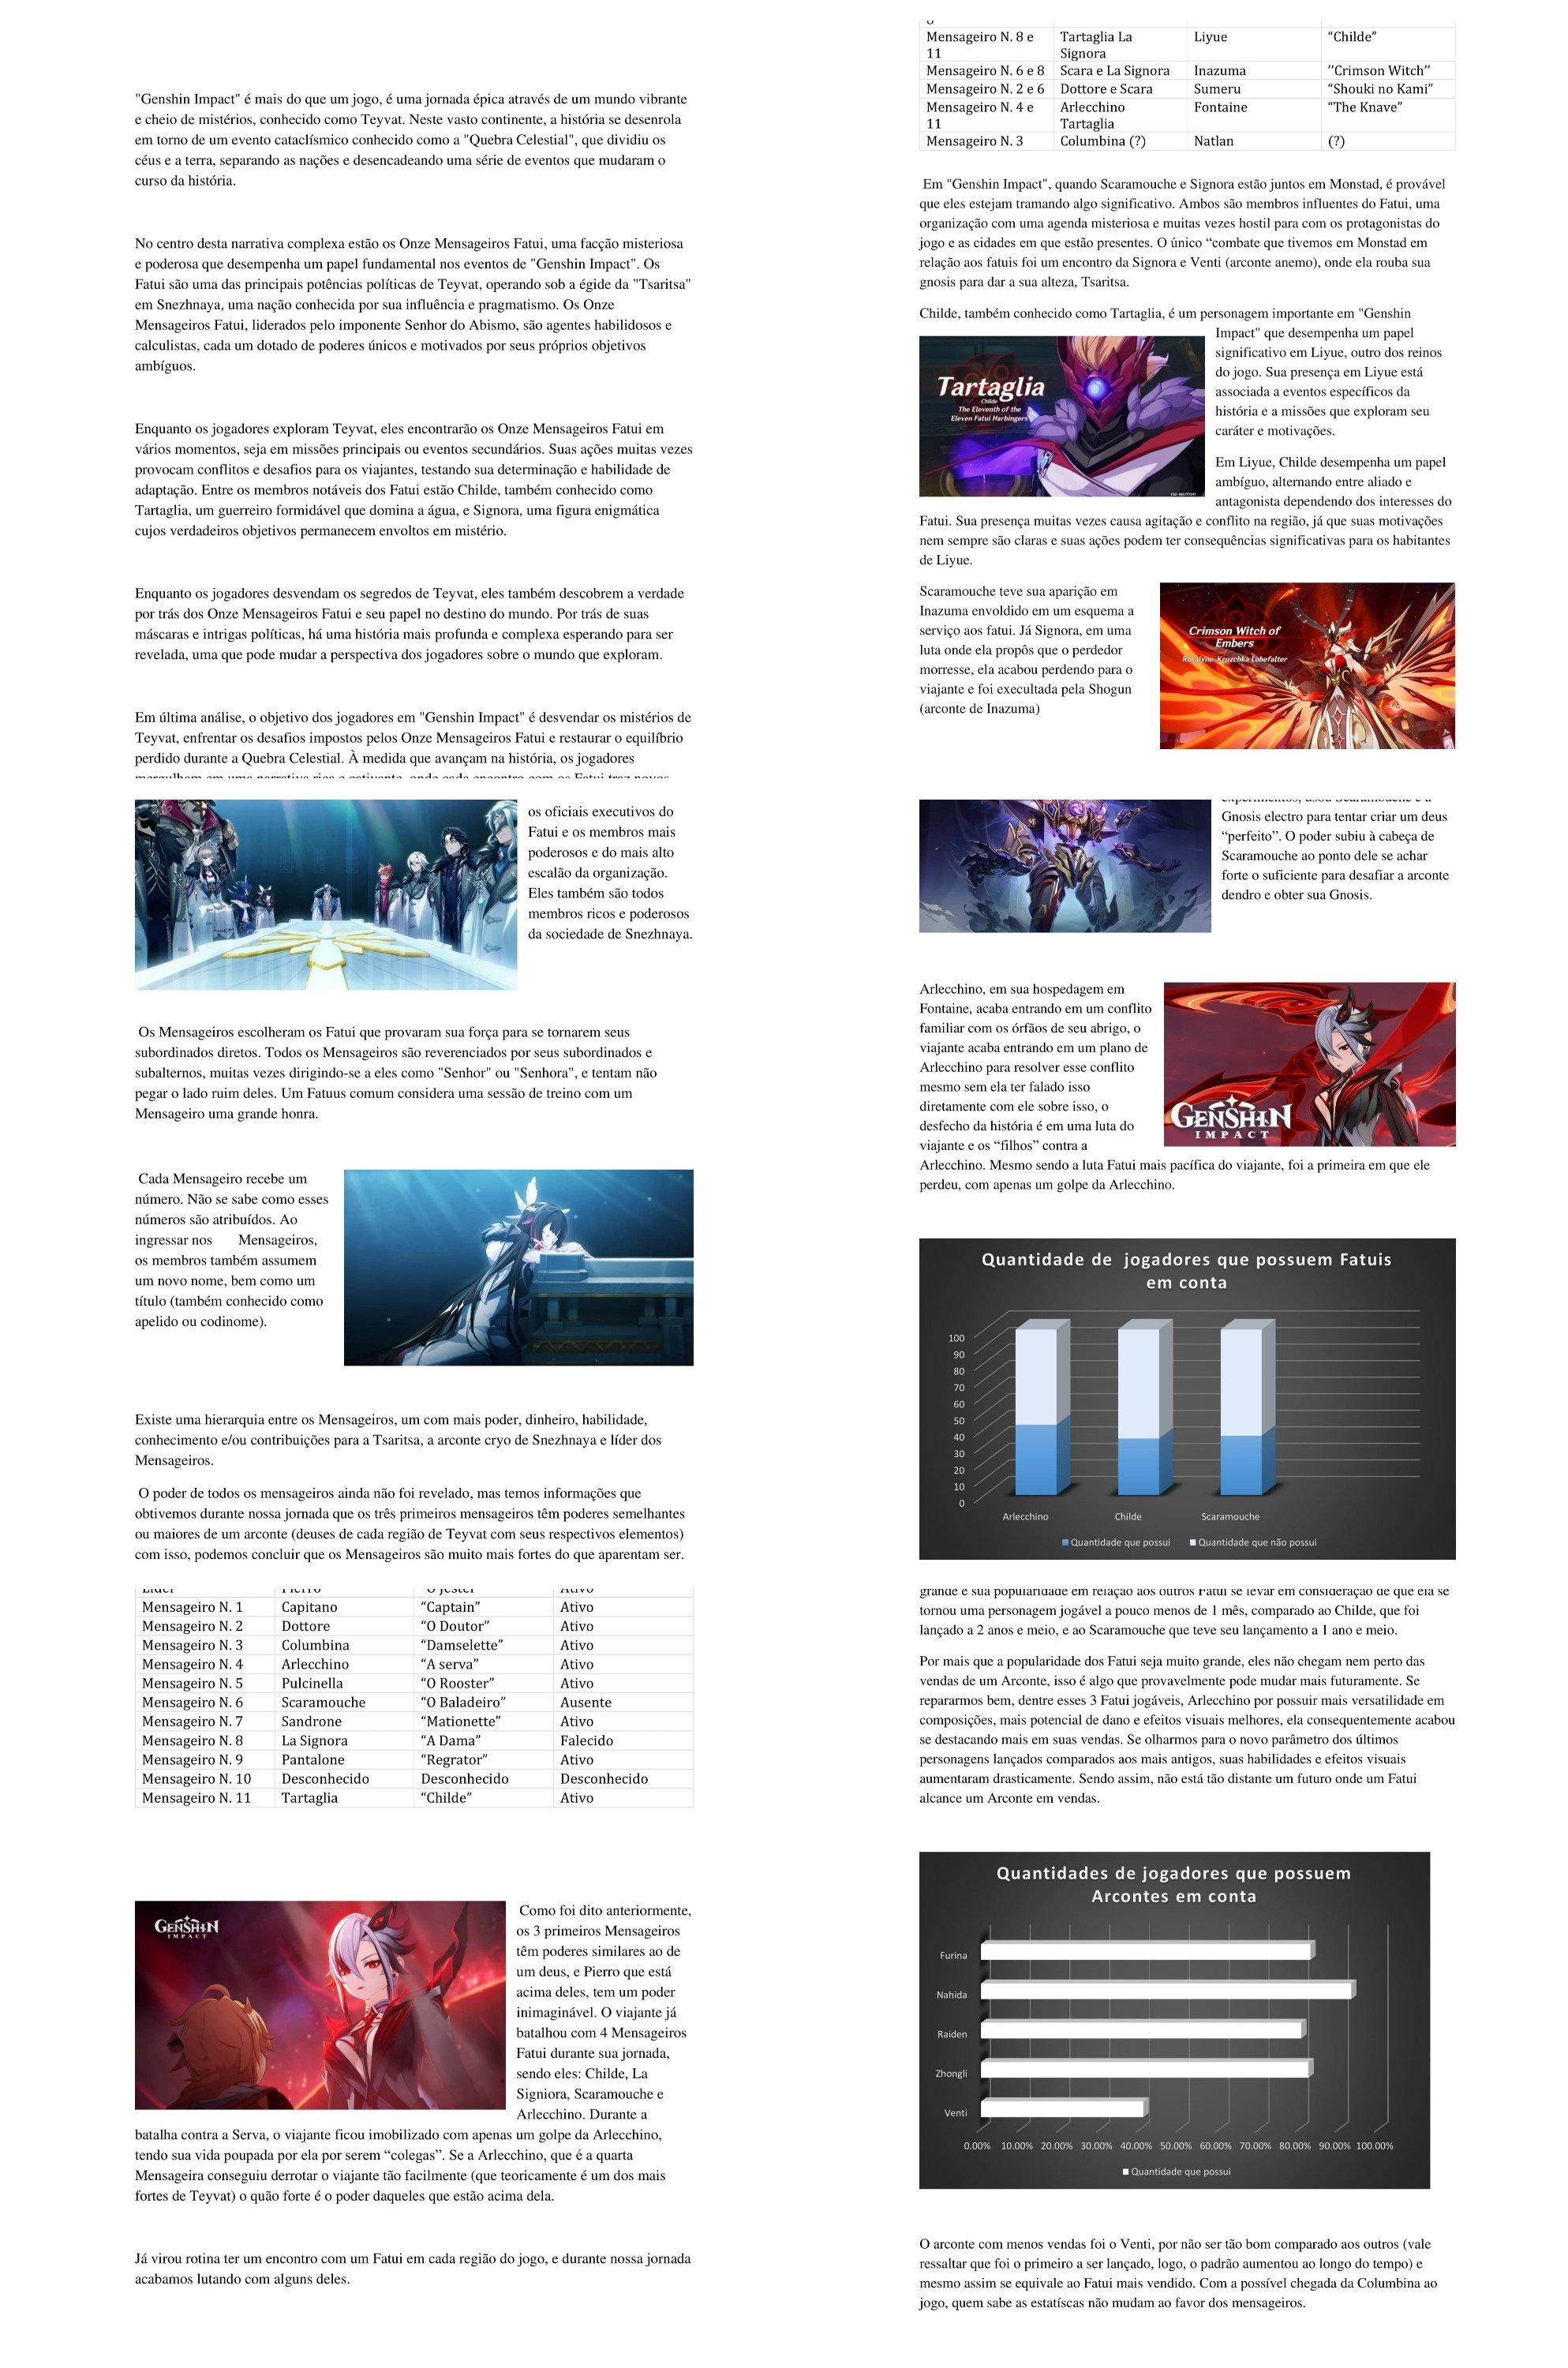 "Genshin Impact" é mais do que um jogo, é uma jornada épica através de um mundo vibrante
e cheio de mistérios, conhecido como Teyvat. Neste vasto continente, a história se desenrola
em torno de um evento cataclísmico conhecido como a "Quebra Celestial", que dividiu os
céus e a terra, separando as nações e desencadeando uma série de eventos que mudaram o
curso da história.
No centro desta narrativa complexa estão os Onze Mensageiros Fatui, uma facção misteriosa
e poderosa que desempenha um papel fundamental nos eventos de "Genshin Impact". Os
Fatui são uma das principais potências políticas de Teyvat, operando sob a égide da "Tsaritsa"
em Snezhnaya, uma nação conhecida por sua influência e pragmatismo. Os Onze
Mensageiros Fatui, liderados pelo imponente Senhor do Abismo, são agentes habilidosos e
calculistas, cada um dotado de poderes únicos e motivados por seus próprios objetivos
ambíguos.
Enquanto os jogadores exploram Teyvat, eles encontrarão os Onze Mensageiros Fatui em
vários momentos, seja em missões principais ou eventos secundários. Suas ações muitas vezes
provocam conflitos e desafios para os viajantes, testando sua determinação e habilidade de
adaptação. Entre os membros notáveis dos Fatui estão Childe, também conhecido como
Tartaglia, um guerreiro formidável que domina a água, e Signora, uma figura enigmática
cujos verdadeiros objetivos permanecem envoltos em mistério.
Enquanto os jogadores desvendam os segredos de Teyvat, eles também descobrem a verdade
por trás dos Onze Mensageiros Fatui e seu papel no destino do mundo. Por trás de suas
máscaras e intrigas políticas, há uma história mais profunda e complexa esperando para ser
revelada, uma que pode mudar a perspectiva dos jogadores sobre o mundo que exploram.
Em última análise, o objetivo dos jogadores em "Genshin Impact" é desvendar os mistérios de
Teyvat, enfrentar os desafios impostos pelos Onze Mensageiros Fatui e restaurar o equilíbrio
perdido durante a Quebra Celestial. À medida que avançam na história, os jogadores
mergulham em uma narrativa rica e cativante, onde cada encontro com os Fatui traz novos
os oficiais executivos do
Fatui e os membros mais
poderosos e do mais alto
escalão da organização.
Eles também são todos
membros ricos e poderosos
da sociedade de Snezhnaya.
Os Mensageiros escolheram os Fatui que provaram sua força para se tornarem seus
subordinados diretos. Todos os Mensageiros são reverenciados por seus subordinados e
subalternos, muitas vezes dirigindo-se a eles como "Senhor" ou "Senhora", e tentam não
pegar o lado ruim deles. Um Fatuus comum considera uma sessão de treino com um
Mensageiro uma grande honra.
Cada Mensageiro recebe um
número. Não se sabe como esses
números são atribuídos. Ao
ingressar nos Mensageiros,
os membros também assumem
um novo nome, bem como um
título (também conhecido como
apelido ou codinome).
Existe uma hierarquia entre os Mensageiros, um com mais poder, dinheiro, habilidade,
conhecimento e/ou contribuições para a Tsaritsa, a arconte cryo de Snezhnaya e líder dos
Mensageiros.
O poder de todos os mensageiros ainda não foi revelado, mas temos informações que
obtivemos durante nossa jornada que os três primeiros mensageiros têm poderes semelhantes
ou maiores de um arconte (deuses de cada região de Teyvat com seus respectivos elementos)
com isso, podemos concluir que os Mensageiros são muito mais fortes do que aparentam ser.
Líder Pierro "O Jester" Ativo
Mensageiro N. 1 Capitano “Captain” Ativo
Mensageiro N. 2 Dottore “O Doutor” Ativo
Mensageiro N. 3 Columbina “Damselette” Ativo
Mensageiro N. 4 Arlecchino “A serva” Ativo
Mensageiro N. 5 Pulcinella “O Rooster” Ativo
Mensageiro N. 6 Scaramouche “O Baladeiro” Ausente
Mensageiro N. 7 Sandrone “Mationette” Ativo
Mensageiro N. 8 La Signora “A Dama” Falecido
Mensageiro N. 9 Pantalone “Regrator” Ativo
Mensageiro N. 10 Desconhecido Desconhecido Desconhecido
Mensageiro N. 11 Tartaglia “Childe” Ativo
GENSHIN
IMPACT
Como foi dito anteriormente,
os 3 primeiros Mensageiros
têm poderes similares ao de
um deus, e Pierro que está
acima deles, tem um poder
inimaginável. O viajante já
batalhou com 4 Mensageiros
Fatui durante sua jornada,
sendo eles: Childe, La
Signiora, Scaramouche e
Arlecchino. Durante a
batalha contra a Serva, o viajante ficou imobilizado com apenas um golpe da Arlecchino,
tendo sua vida poupada por ela por serem “colegas”. Se a Arlecchino, que é a quarta
Mensageira conseguiu derrotar o viajante tão facilmente (que teoricamente é um dos mais
fortes de Teyvat) o quão forte é o poder daqueles que estão acima dela.
Já virou rotina ter um encontro com um Fatui em cada região do jogo, e durante nossa jornada
acabamos lutando com alguns deles.
Mensageiro N. 8 e Tartaglia La Liyue “Childe”
11 Signora
Mensageiro N. 6 e 8 Scara e La Signora Inazuma ’’Crimson Witch’’
Mensageiro N. 2 e 6 Dottore e Scara Sumeru “Shouki no Kami”
Mensageiro N. 4 e Arlecchino Fontaine “The Knave”
11 Tartaglia
Mensageiro N. 3 Columbina (?) Natlan (?)
Em "Genshin Impact", quando Scaramouche e Signora estão juntos em Monstad, é provável
que eles estejam tramando algo significativo. Ambos são membros influentes do Fatui, uma
organização com uma agenda misteriosa e muitas vezes hostil para com os protagonistas do
jogo e as cidades em que estão presentes. O único “combate que tivemos em Monstad em
relação aos fatuis foi um encontro da Signora e Venti (arconte anemo), onde ela rouba sua
gnosis para dar a sua alteza, Tsaritsa.
Childe, também conhecido como Tartaglia, é um personagem importante em "Genshin
Impact" que desempenha um papel
significativo em Liyue, outro dos reinos
do jogo. Sua presença em Liyue está
associada a eventos específicos da
história e a missões que exploram seu
caráter e motivações.
Tartaglia
Childe
The Eleventh of the
Eleven Fatui Harbingers
Em Liyue, Childe desempenha um papel
ambíguo, alternando entre aliado e
antagonista dependendo dos interesses do
Fatui. Sua presença muitas vezes causa agitação e conflito na região, já que suas motivações
nem sempre são claras e suas ações podem ter consequências significativas para os habitantes
de Liyue.
Scaramouche teve sua aparição em
Inazuma envoldido em um esquema a
serviço aos fatui. Já Signora, em uma
luta onde ela propôs que o perdedor
morresse, ela acabou perdendo para o
viajante e foi execultada pela Shogun
(arconte de Inazuma)
Crimson Witch of
Embers
Rosalyne-Kruzchka Lohefalter
experimentos, usou Scaramouche e a
Gnosis electro para tentar criar um deus
“perfeito”. O poder subiu à cabeça de
Scaramouche ao ponto dele se achar
forte o suficiente para desafiar a arconte
dendro e obter sua Gnosis.
Arlecchino, em sua hospedagem em
Fontaine, acaba entrando em um conflito
familiar com os órfãos de seu abrigo, o
viajante acaba entrando em um plano de
Arlecchino para resolver esse conflito
mesmo sem ela ter falado isso
diretamente com ele sobre isso, o
desfecho da história é em uma luta do
viajante e os “filhos” contra a
Arlecchino. Mesmo sendo a luta Fatui mais pacífica do viajante, foi a primeira em que ele
perdeu, com apenas um golpe da Arlecchino.
GENSHIN
IMPACT
Quantidade de jogadores que possuem Fatuis
em conta
100
90
80
70
60
50
40
30
20
10
0
Arlecchino Childe Scaramouche
Quantidade que possui Quantidade que não possui
grande e sua popularidade em relação aos outros Fatui se levar em consideração de que ela se
tornou uma personagem jogável a pouco menos de 1 mês, comparado ao Childe, que foi
lançado a 2 anos e meio, e ao Scaramouche que teve seu lançamento a 1 ano e meio.
Por mais que a popularidade dos Fatui seja muito grande, eles não chegam nem perto das
vendas de um Arconte, isso é algo que provavelmente pode mudar mais futuramente. Se
repararmos bem, dentre esses 3 Fatui jogáveis, Arlecchino por possuir mais versatilidade em
composições, mais potencial de dano e efeitos visuais melhores, ela consequentemente acabou
se destacando mais em suas vendas. Se olharmos para o novo parâmetro dos últimos
personagens lançados comparados aos mais antigos, suas habilidades e efeitos visuais
aumentaram drasticamente. Sendo assim, não está tão distante um futuro onde um Fatui
alcance um Arconte em vendas.
Quantidades de jogadores que possuem
Arcontes em conta
Furina
Nahida
Raiden
Zhongli
Venti
0.00% 10.00% 20.00% 30.00% 40.00% 50.00% 60.00% 70.00% 80.00% 90.00% 100.00%
Quantidade que possui
O arconte com menos vendas foi o Venti, por não ser tão bom comparado aos outros (vale
ressaltar que foi o primeiro a ser lançado, logo, o padrão aumentou ao longo do tempo) e
mesmo assim se equivale ao Fatui mais vendido. Com a possível chegada da Columbina ao
jogo, quem sabe as estatíscas não mudam ao favor dos mensageiros.